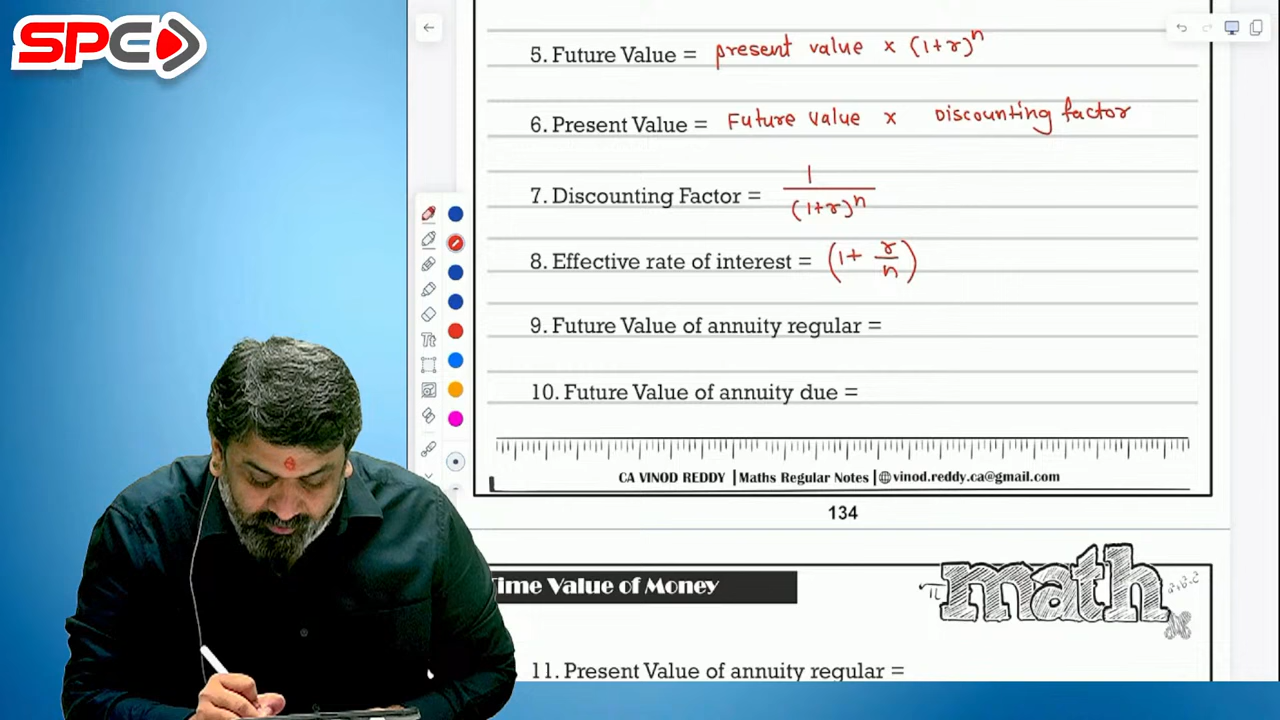 SPC
5. Future Value = present value x (1+r)^n
6. Present Value = Future value x Discounting factor
7. Discounting Factor = 1/(1+r)^n
8. Effective rate of interest = (1+ r/n)
9. Future Value of annuity regular =
10. Future Value of annuity due =
CA VINOD REDDY | Maths Regular Notes | vinod.reddy.ca@gmail.com
134
Time Value of Money
π math
11. Present Value of annuity regular =
Tt